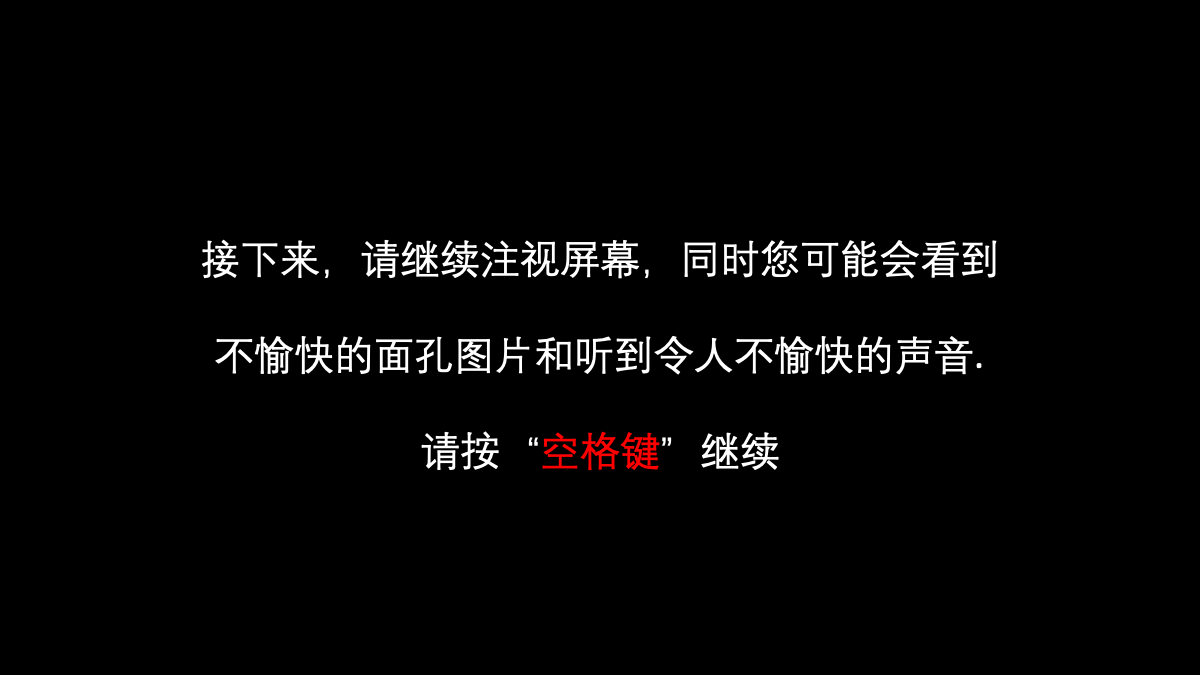 接下来，请继续注视屏幕，同时您可能会看到
不愉快的面孔图片和听到令人不愉快的声音.
请按 “空格键” 继续